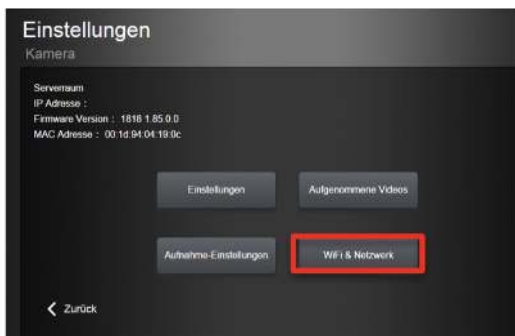 Einstellungen
Kamera
Serverraum
IP Adresse :
Firmware Version : 1818 1.85.0.0
MAC Adresse : 00:1d:94:04:19:0c
Einstellungen
Aufgenommene Videos
Aufnahme-Einstellungen
WiFi & Netzwerk
Zurück